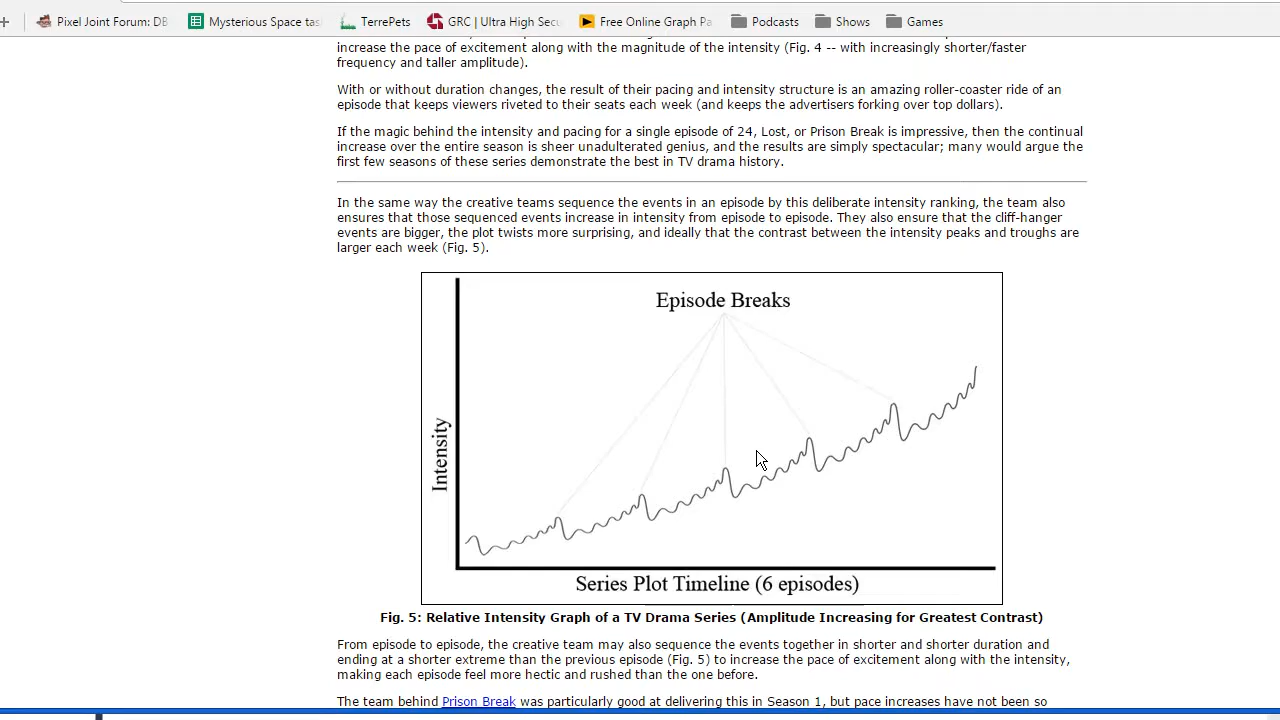 Pixel Joint Forum: DB
Mysterious Space tas
TerrePets
GRC | Ultra High Secu
Free Online Graph Pa
Podcasts
Shows
Games
increase the pace of excitement along with the magnitude of the intensity (Fig. 4 -- with increasingly shorter/faster
frequency and taller amplitude).
With or without duration changes, the result of their pacing and intensity structure is an amazing roller-coaster ride of an
episode that keeps viewers riveted to their seats each week (and keeps the advertisers forking over top dollars).
If the magic behind the intensity and pacing for a single episode of 24, Lost, or Prison Break is impressive, then the continual
increase over the entire season is sheer unadulterated genius, and the results are simply spectacular; many would argue the
first few seasons of these series demonstrate the best in TV drama history.
In the same way the creative teams sequence the events in an episode by this deliberate intensity ranking, the team also
ensures that those sequenced events increase in intensity from episode to episode. They also ensure that the cliff-hanger
events are bigger, the plot twists more surprising, and ideally that the contrast between the intensity peaks and troughs are
larger each week (Fig. 5).
Episode Breaks
Intensity
Series Plot Timeline (6 episodes)
Fig. 5: Relative Intensity Graph of a TV Drama Series (Amplitude Increasing for Greatest Contrast)
From episode to episode, the creative team may also sequence the events together in shorter and shorter duration and
ending at a shorter extreme than the previous episode (Fig. 5) to increase the pace of excitement along with the intensity,
making each episode feel more hectic and rushed than the one before.
The team behind Prison Break was particularly good at delivering this in Season 1, but pace increases have not been so